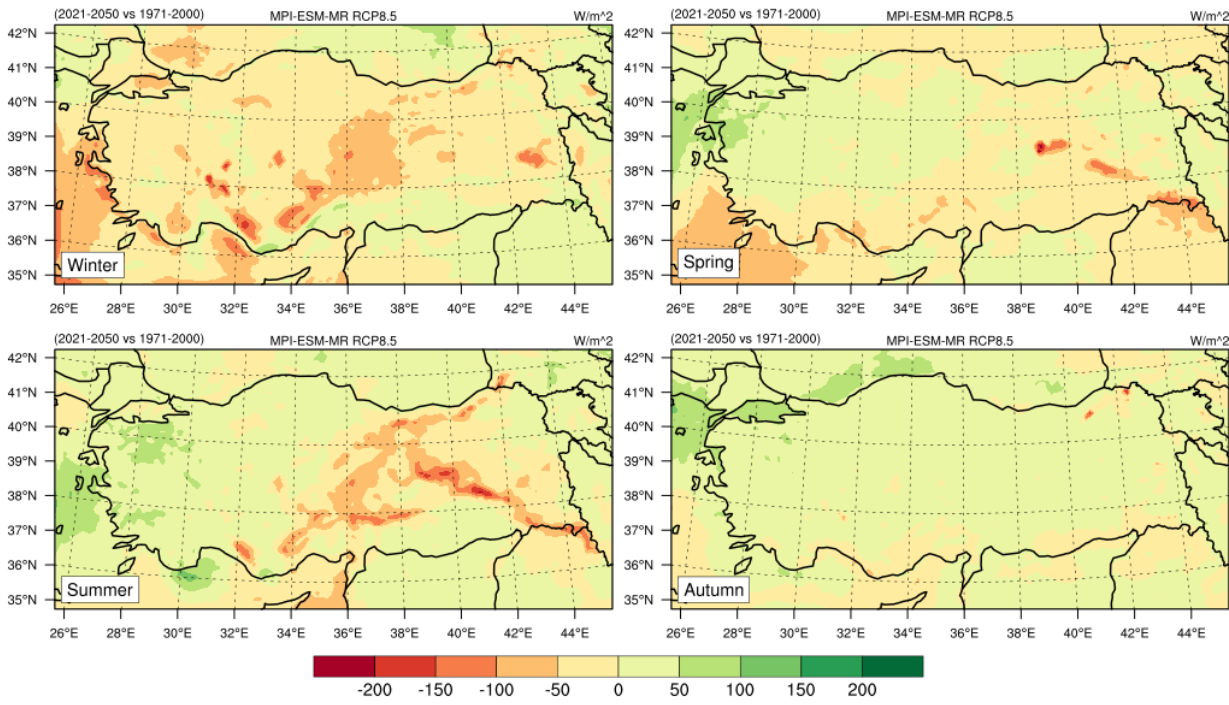 (2021-2050 vs 1971-2000) MPI-ESM-MR RCP8.5 W/m^2
42°N
41°N
40°N
39°N
38°N
37°N
36°N
35°N
Winter
26°E 28°E 30°E 32°E 34°E 36°E 38°E 40°E 42°E 44°E
(2021-2050 vs 1971-2000) MPI-ESM-MR RCP8.5 W/m^2
42°N
41°N
40°N
39°N
38°N
37°N
36°N
35°N
Spring
26°E 28°E 30°E 32°E 34°E 36°E 38°E 40°E 42°E 44°E
(2021-2050 vs 1971-2000) MPI-ESM-MR RCP8.5 W/m^2
42°N
41°N
40°N
39°N
38°N
37°N
36°N
35°N
Summer
26°E 28°E 30°E 32°E 34°E 36°E 38°E 40°E 42°E 44°E
(2021-2050 vs 1971-2000) MPI-ESM-MR RCP8.5 W/m^2
42°N
41°N
40°N
39°N
38°N
37°N
36°N
35°N
Autumn
26°E 28°E 30°E 32°E 34°E 36°E 38°E 40°E 42°E 44°E
-200 -150 -100 -50 0 50 100 150 200